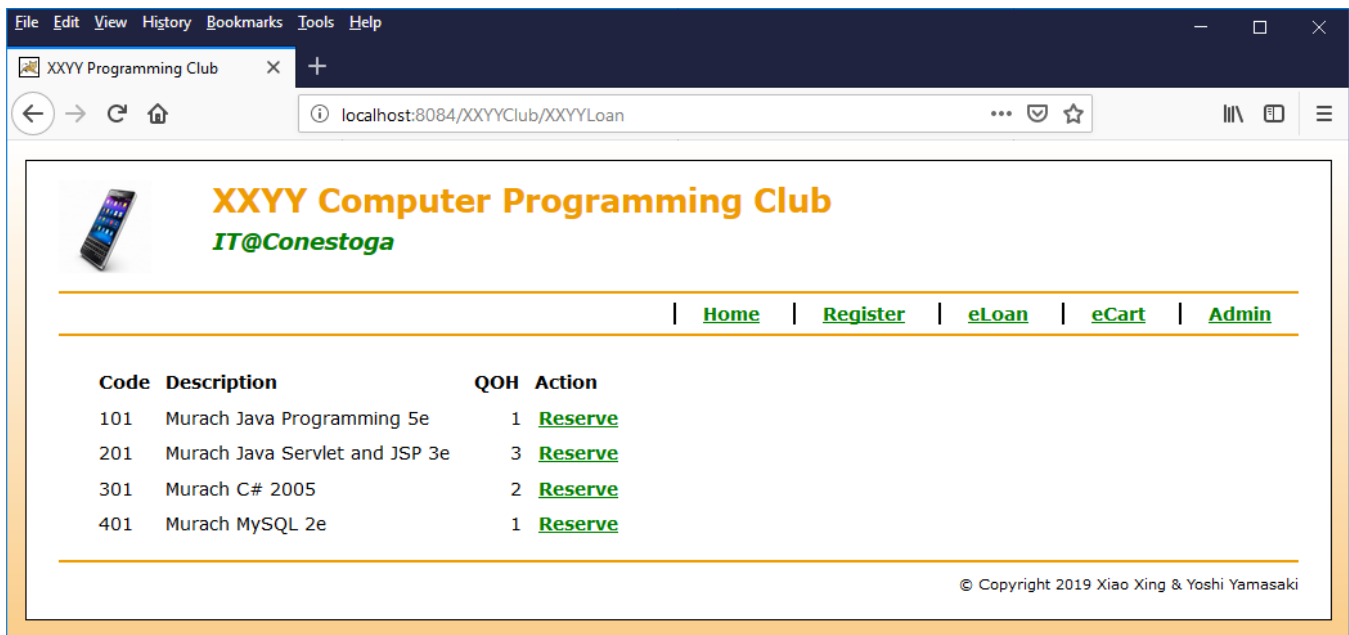 File Edit View History Bookmarks Tools Help
XXYY Programming Club
localhost:8084/XXYYClub/XXYYLoan
XXYY Computer Programming Club
IT@Conestoga
Home Register eLoan eCart Admin
Code Description QOH Action
101 Murach Java Programming 5e 1 Reserve
201 Murach Java Servlet and JSP 3e 3 Reserve
301 Murach C# 2005 2 Reserve
401 Murach MySQL 2e 1 Reserve
© Copyright 2019 Xiao Xing & Yoshi Yamasaki